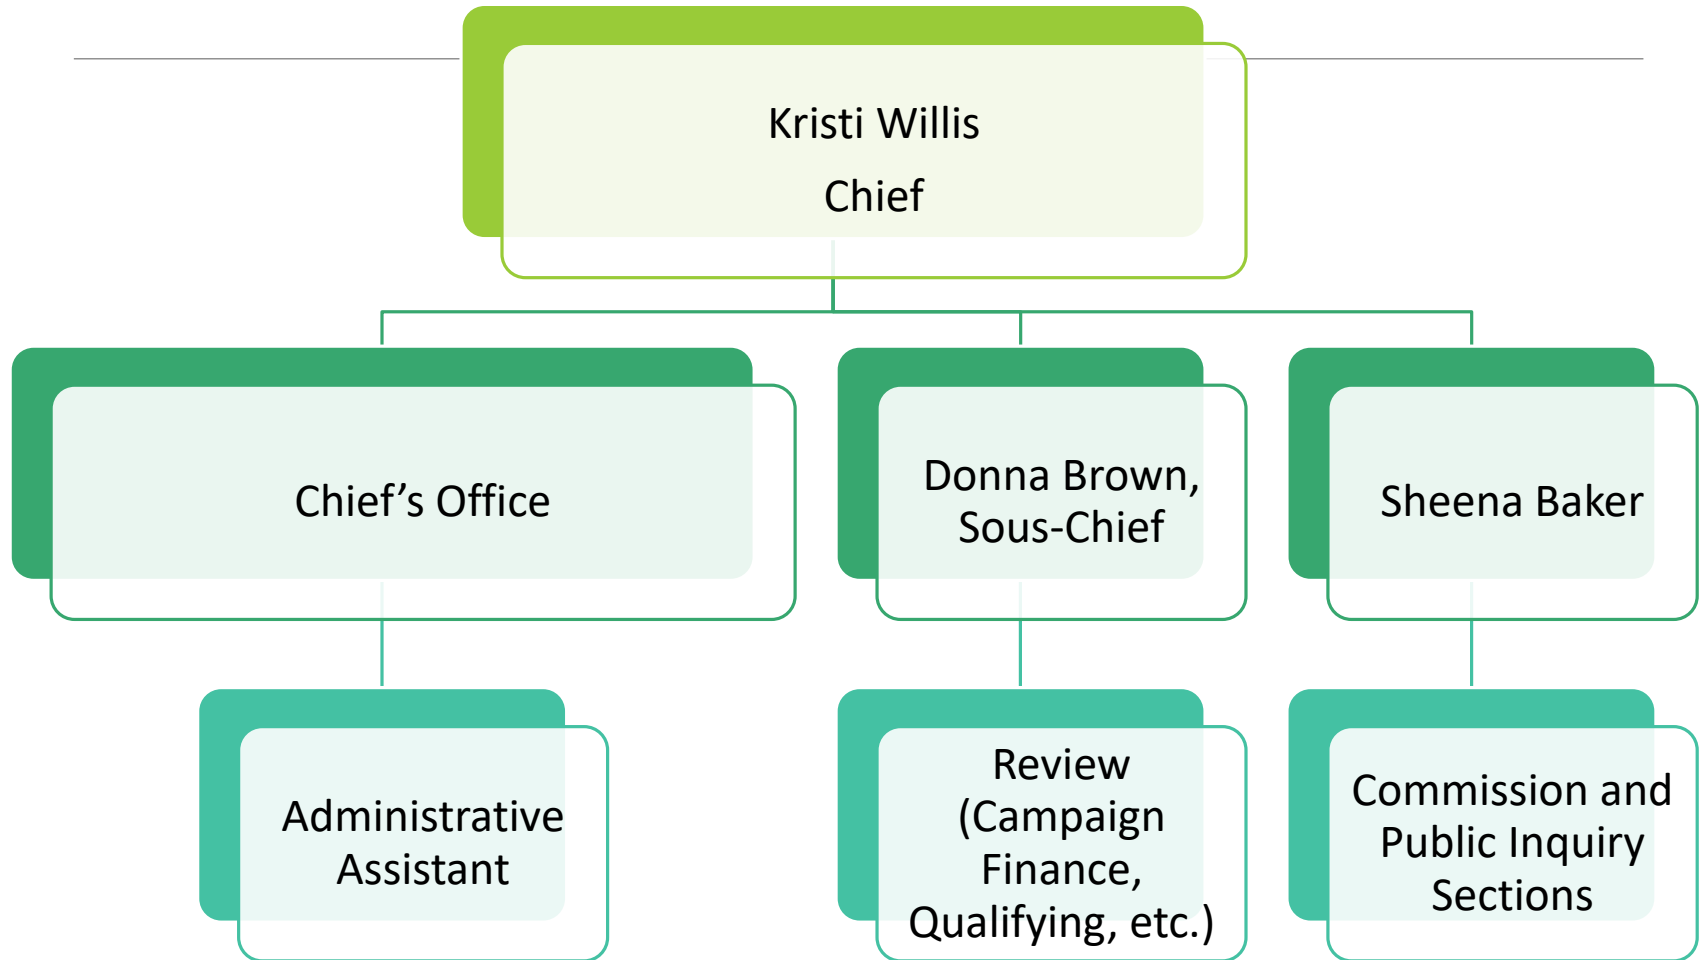 Kristi Willis
Chief
Chief’s Office
Donna Brown,
Sous-Chief
Sheena Baker
Administrative
Assistant
Review
(Campaign
Finance,
Qualifying, etc.)
Commission and
Public Inquiry
Sections